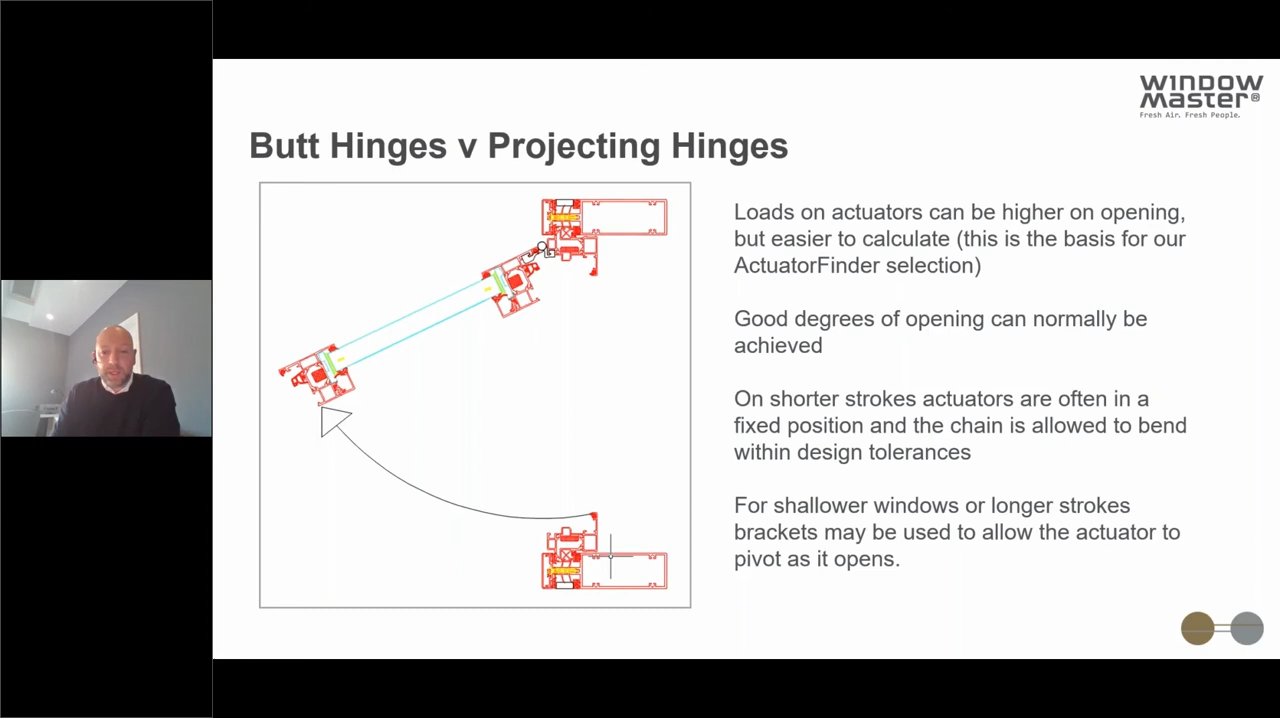 WINDOW
MASTER®
Fresh Air. Fresh People.
Butt Hinges v Projecting Hinges
Loads on actuators can be higher on opening,
but easier to calculate (this is the basis for our
ActuatorFinder selection)
Good degrees of opening can normally be
achieved
On shorter strokes actuators are often in a
fixed position and the chain is allowed to bend
within design tolerances
For shallower windows or longer strokes
brackets may be used to allow the actuator to
pivot as it opens.